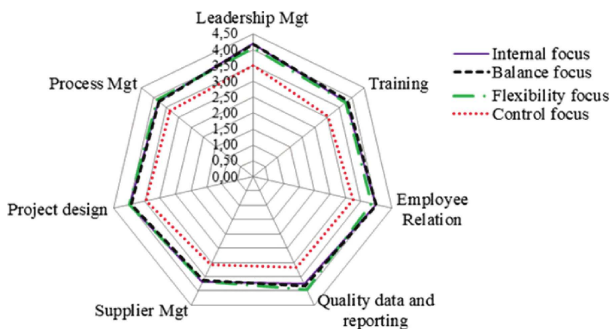 Leadership Mgt
4,50
4,00
3,50
3,00
2,50
2,00
1,50
1,00
0,50
0,00
Training
Employee
Relation
Quality data and
reporting
Supplier Mgt
Project design
Process Mgt
Internal focus
Balance focus
Flexibility focus
Control focus